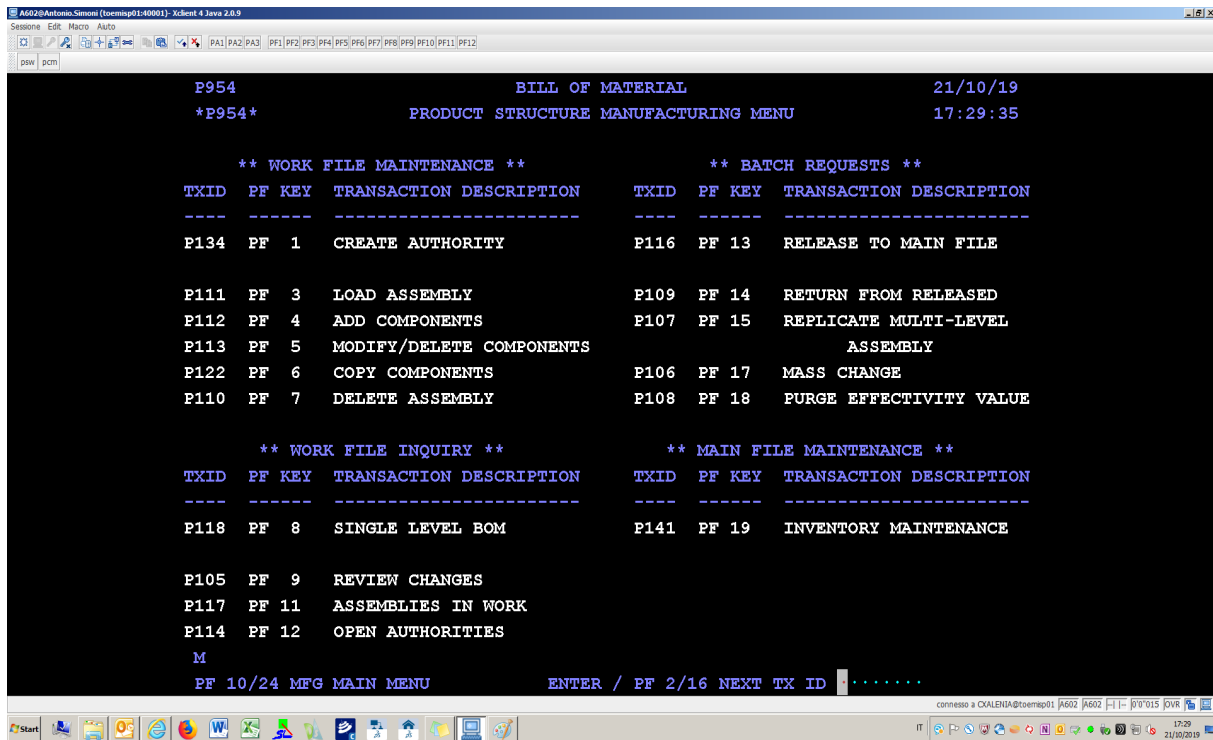 A602@Antonio.Simoni (toemisp01:40001)- Xclient 4 Java 2.0.9
Sessione Edit Macro Aiuto
PA1 PA2 PA3 PF1 PF2 PF3 PF4 PF5 PF6 PF7 PF8 PF9 PF10 PF11 PF12
psw pcm
P954 BILL OF MATERIAL 21/10/19
*P954* PRODUCT STRUCTURE MANUFACTURING MENU 17:29:35
** WORK FILE MAINTENANCE ** ** BATCH REQUESTS **
TXID PF KEY TRANSACTION DESCRIPTION TXID PF KEY TRANSACTION DESCRIPTION
---- ------ ----------------------- ---- ------ -----------------------
P134 PF 1 CREATE AUTHORITY P116 PF 13 RELEASE TO MAIN FILE
P111 PF 3 LOAD ASSEMBLY P109 PF 14 RETURN FROM RELEASED
P112 PF 4 ADD COMPONENTS P107 PF 15 REPLICATE MULTI-LEVEL
P113 PF 5 MODIFY/DELETE COMPONENTS ASSEMBLY
P122 PF 6 COPY COMPONENTS P106 PF 17 MASS CHANGE
P110 PF 7 DELETE ASSEMBLY P108 PF 18 PURGE EFFECTIVITY VALUE
** WORK FILE INQUIRY ** ** MAIN FILE MAINTENANCE **
TXID PF KEY TRANSACTION DESCRIPTION TXID PF KEY TRANSACTION DESCRIPTION
---- ------ ----------------------- ---- ------ -----------------------
P118 PF 8 SINGLE LEVEL BOM P141 PF 19 INVENTORY MAINTENANCE
P105 PF 9 REVIEW CHANGES
P117 PF 11 ASSEMBLIES IN WORK
P114 PF 12 OPEN AUTHORITIES
M
PF 10/24 MFG MAIN MENU ENTER / PF 2/16 NEXT TX ID ········
connesso a CXALENIA@toemisp01 A602 A602 --| |-- 0'0"015 OVR
Start IT 17:29
21/10/2019